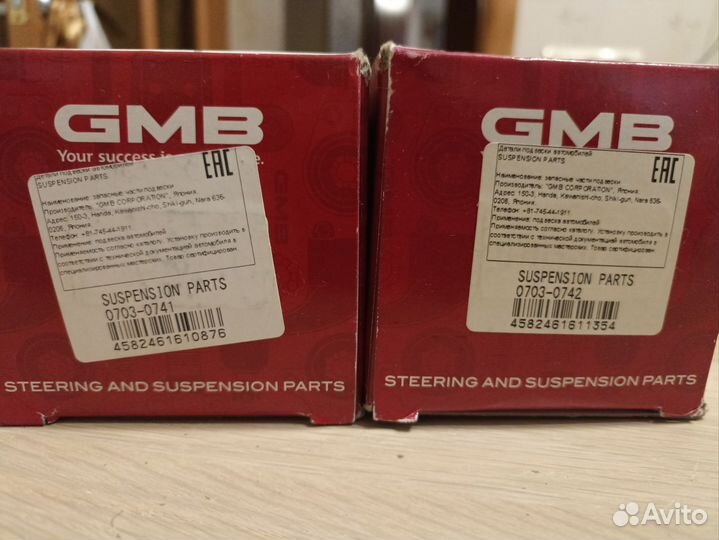 GMB
Your success is
e.
EAC
Детали подвески автомобилей
SUSPENSION PARTS
Наименование: запасные части подвески
Производитель: "GMB CORPORATION", Япония.
Адрес: 150-3, Handa, Kawanishi-cho, Shiki-gun, Nara 636-
0206, Япония.
Телефон: +81-745-44-1911
Применение: подвеска автомобилей
Применяемость согласно каталогу. Установку производить в
соответствии с технической документацией автомобиля в
специализированных мастерских. Товар сертифицирован
SUSPENSION PARTS
0703-0741
4582461610876
STEERING AND SUSPENSION PARTS
GMB
Детали подвески автомобилей
SUSPENSION PARTS
EAC
Наименование: запасные части подвески
Производитель: "GMB CORPORATION", Япония.
Адрес: 150-3, Handa, Kawanishi-cho, Shiki-gun, Nara 636-
0206, Япония.
Телефон: +81-745-44-1911
Применение: подвеска автомобилей
Применяемость согласно каталогу. Установку производить в
соответствии с технической документацией автомобиля в
специализированных мастерских. Товар сертифицирован
SUSPENSION PARTS
0703-0742
4582461611354
STEERING AND SUSPENSION PARTS
Avito